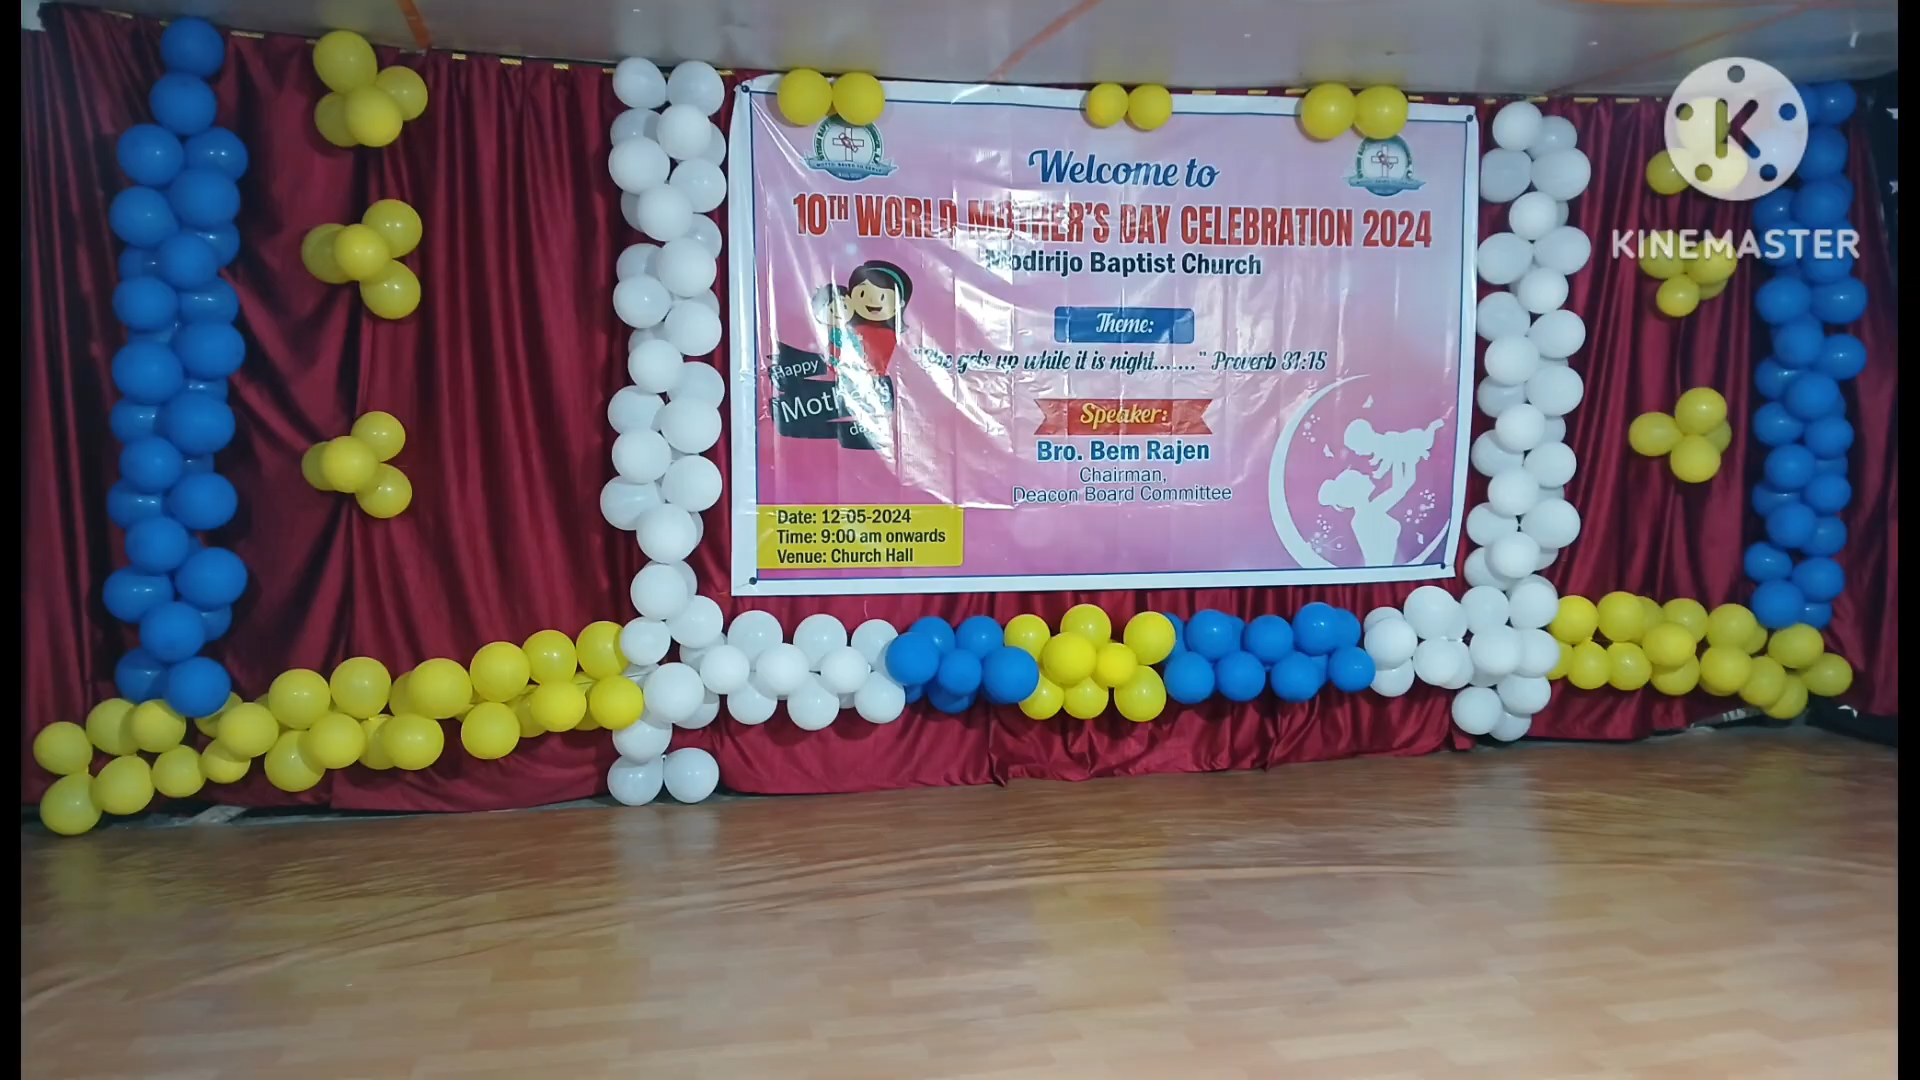 Welcome to
10TH WORLD MOTHER'S DAY CELEBRATION 2024
Modirijo Baptist Church
Theme:
"She gets up while it is night......." Proverb 31:15
Speaker:
Bro. Bem Rajen
Chairman,
Deacon Board Committee
Happy
Mother's
day
Date: 12-05-2024
Time: 9:00 am onwards
Venue: Church Hall
K
KINEMASTER